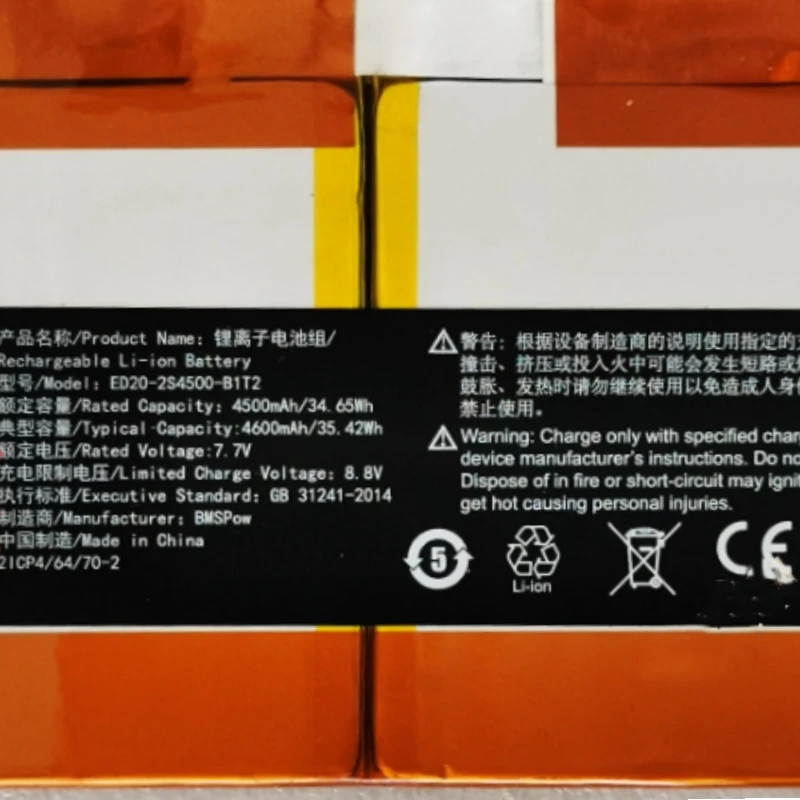 产品名称/Product Name: 锂离子电池组/
Rechargeable Li-ion Battery
型号/Model: ED20-2S4500-B1T2
额定容量/Rated Capacity: 4500mAh/34.65Wh
典型容量/Typical Capacity:4600mAh/35.42Wh
额定电压/Rated Voltage:7.7V
充电限制电压/Limited Charge Voltage: 8.8V
执行标准/Executive Standard: GB 31241-2014
制造商/Manufacturer: BMSPow
中国制造/Made in China
2ICP4/64/70-2
警告: 根据设备制造商的说明使用指定的
撞击、挤压或投入火中可能会发生短路或
鼓胀、发热时请勿继续使用以免造成人身
禁止使用。
Warning: Charge only with specified
device manufacturer's instructions. Do
Dispose of in fire or short-circuit may
get hot causing personal injuries.
5
Li-ion
CE